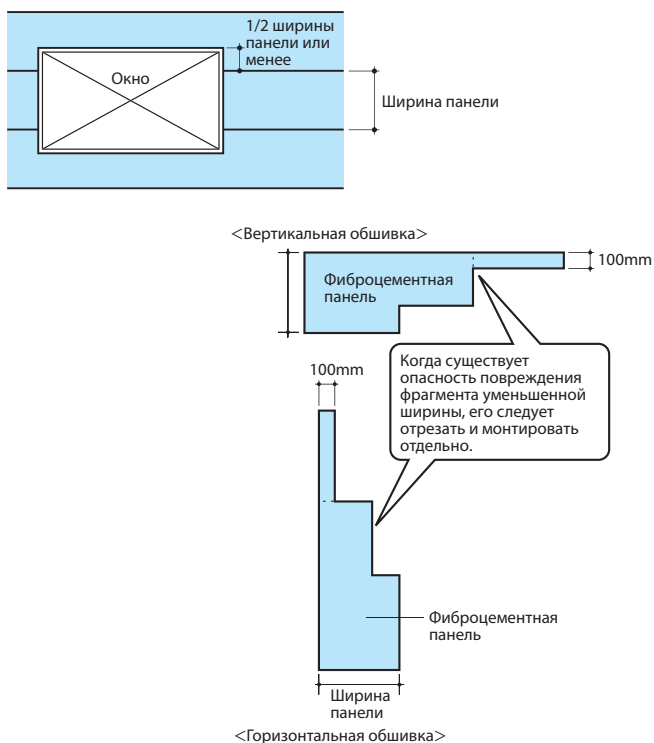 1/2 ширины
панели или
менее
Окно
Ширина панели
<Вертикальная обшивка>
100mm
Фиброцементная
панель
Когда существует
опасность повреждения
фрагмента уменьшенной
ширины, его следует
отрезать и монтировать
отдельно.
100mm
Фиброцементная
панель
Ширина
панели
<Горизонтальная обшивка>